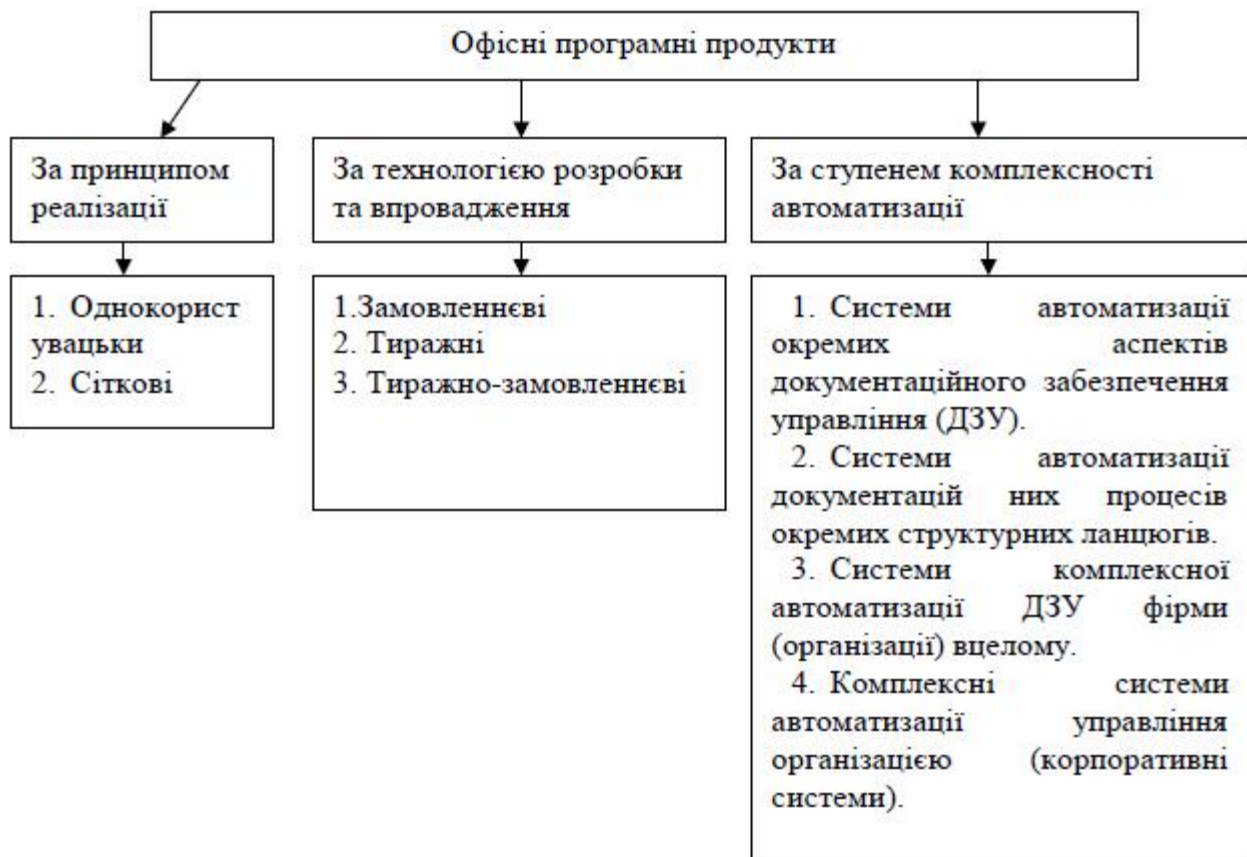 Офісні програмні продукти
За принципом
реалізації
За технологією розробки
та впровадження
За ступенем комплексності
автоматизації
1. Однокорист
увацьки
2. Сіткові
1.Замовленнєві
2. Тиражні
3. Тиражно-замовленнєві
1. Системи автоматизації
окремих аспектів
документаційного забезпечення
управління (ДЗУ).
2. Системи автоматизації
документацій них процесів
окремих структурних ланцюгів.
3. Системи комплексної
автоматизації ДЗУ фірми
(організації) вцелому.
4. Комплексні системи
автоматизації управління
організацією (корпоративні
системи).